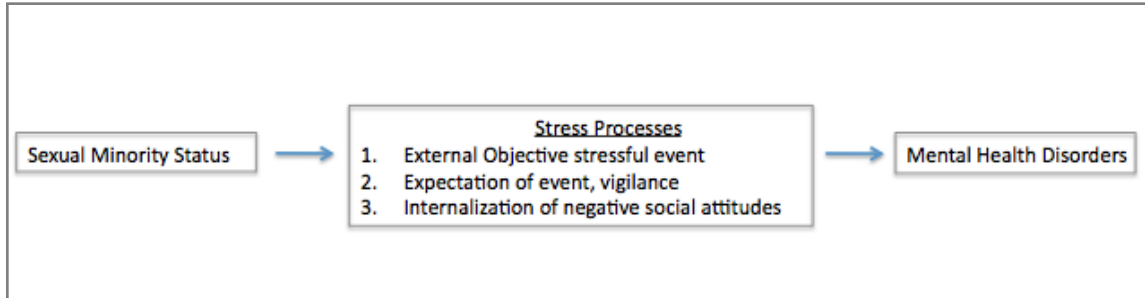 Stress Processes
Sexual Minority Status
1. External Objective stressful event
2. Expectation of event, vigilance
3. Internalization of negative social attitudes
Mental Health Disorders